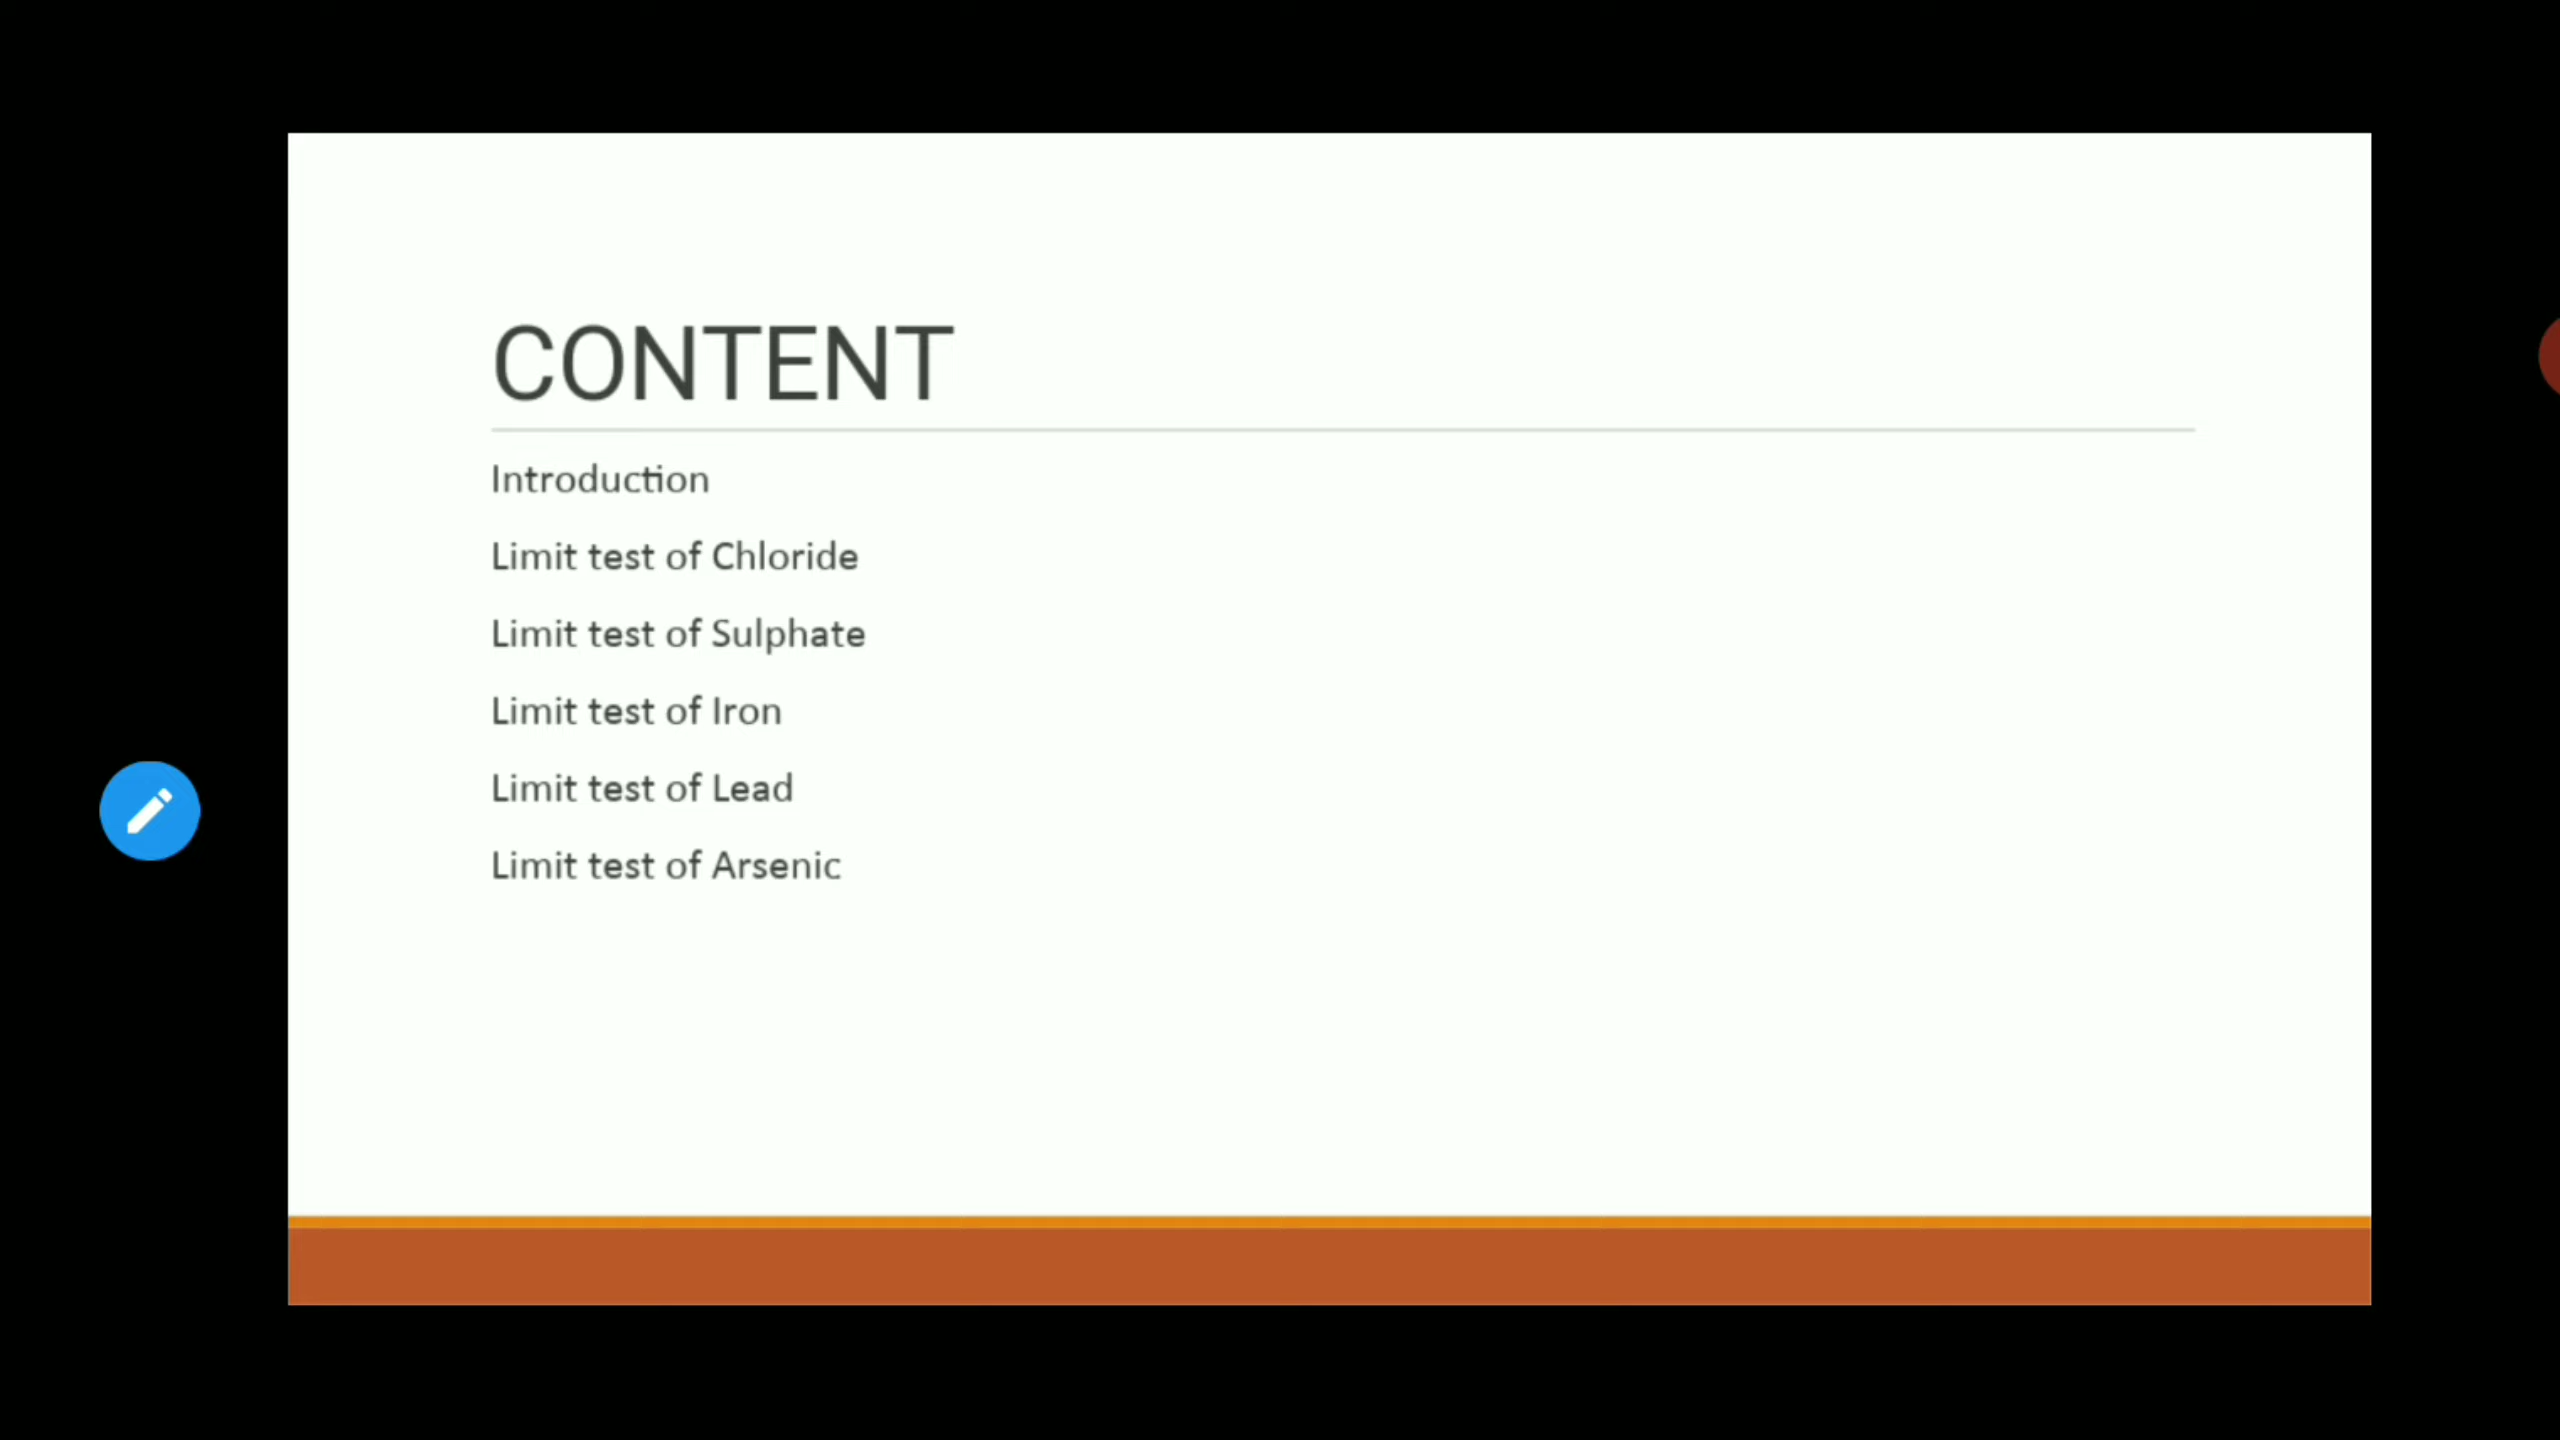 CONTENT
Introduction
Limit test of Chloride
Limit test of Sulphate
Limit test of Iron
Limit test of Lead
Limit test of Arsenic